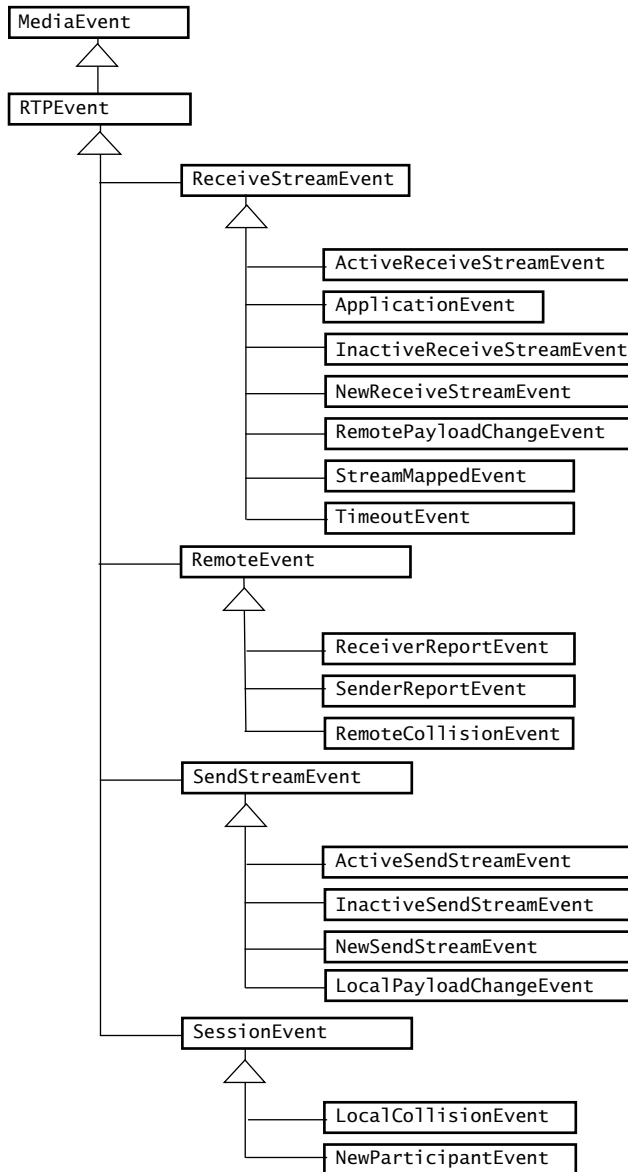 MediaEvent
RTPEvent
ReceiveStreamEvent
ActiveReceiveStreamEvent
ApplicationEvent
InactiveReceiveStreamEvent
NewReceiveStreamEvent
RemotePayloadChangeEvent
StreamMappedEvent
TimeoutEvent
RemoteEvent
ReceiverReportEvent
SenderReportEvent
RemoteCollisionEvent
SendStreamEvent
ActiveSendStreamEvent
InactiveSendStreamEvent
NewSendStreamEvent
LocalPayloadChangeEvent
SessionEvent
LocalCollisionEvent
NewParticipantEvent